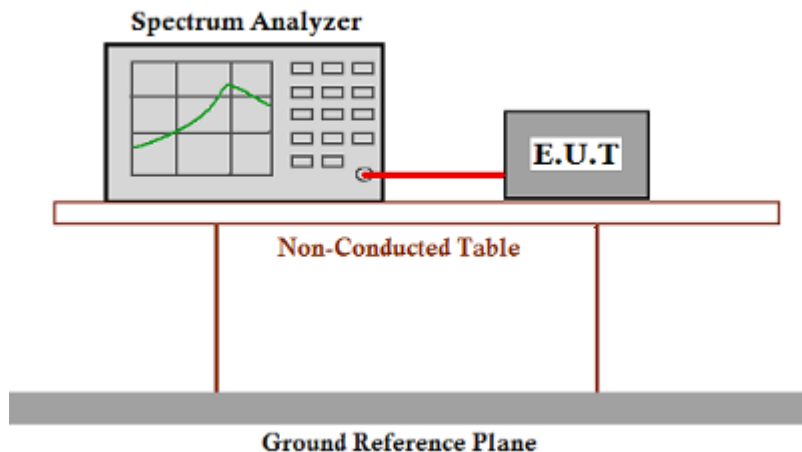 Spectrum Analyzer
E.U.T
Non-Conducted Table
Ground Reference Plane